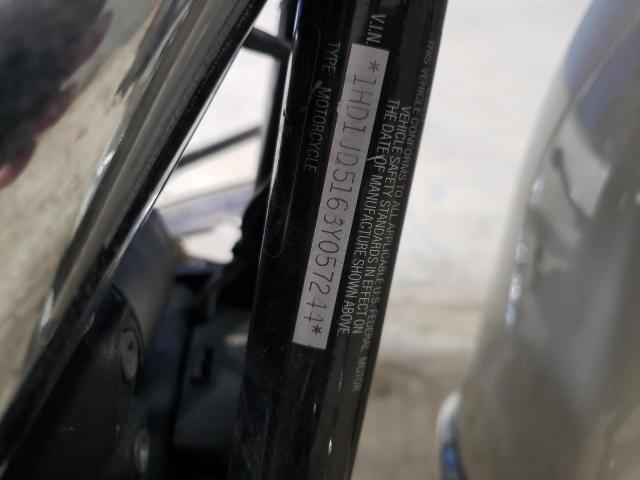 THIS VEHICLE CONFORMS TO ALL APPLICABLE U.S. FEDERAL MOTOR
VEHICLE SAFETY STANDARDS IN EFFECT ON
THE DATE OF MANUFACTURE SHOWN ABOVE.
V.I.N. *1HD1JD5163Y057244*
TYPE: MOTORCYCLE